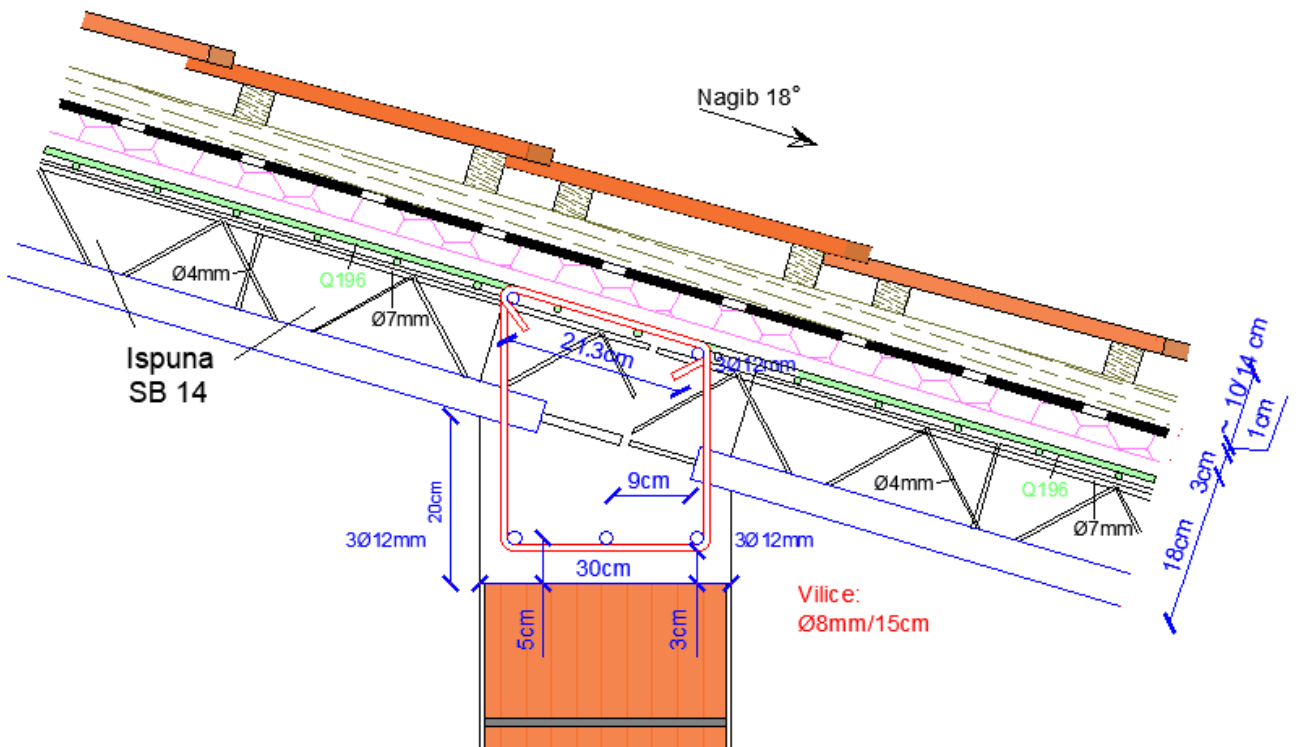 Nagib 18°
Ø4mm
Q196
Ø7mm
Ispuna
SB 14
21.3cm
3Ø12mm
~ 10/14 cm
1cm
3cm
18cm
9cm
Ø4mm
Q196
Ø7mm
20cm
3Ø12mm
3Ø12mm
30cm
5cm
3cm
Vilice:
Ø8mm/15cm